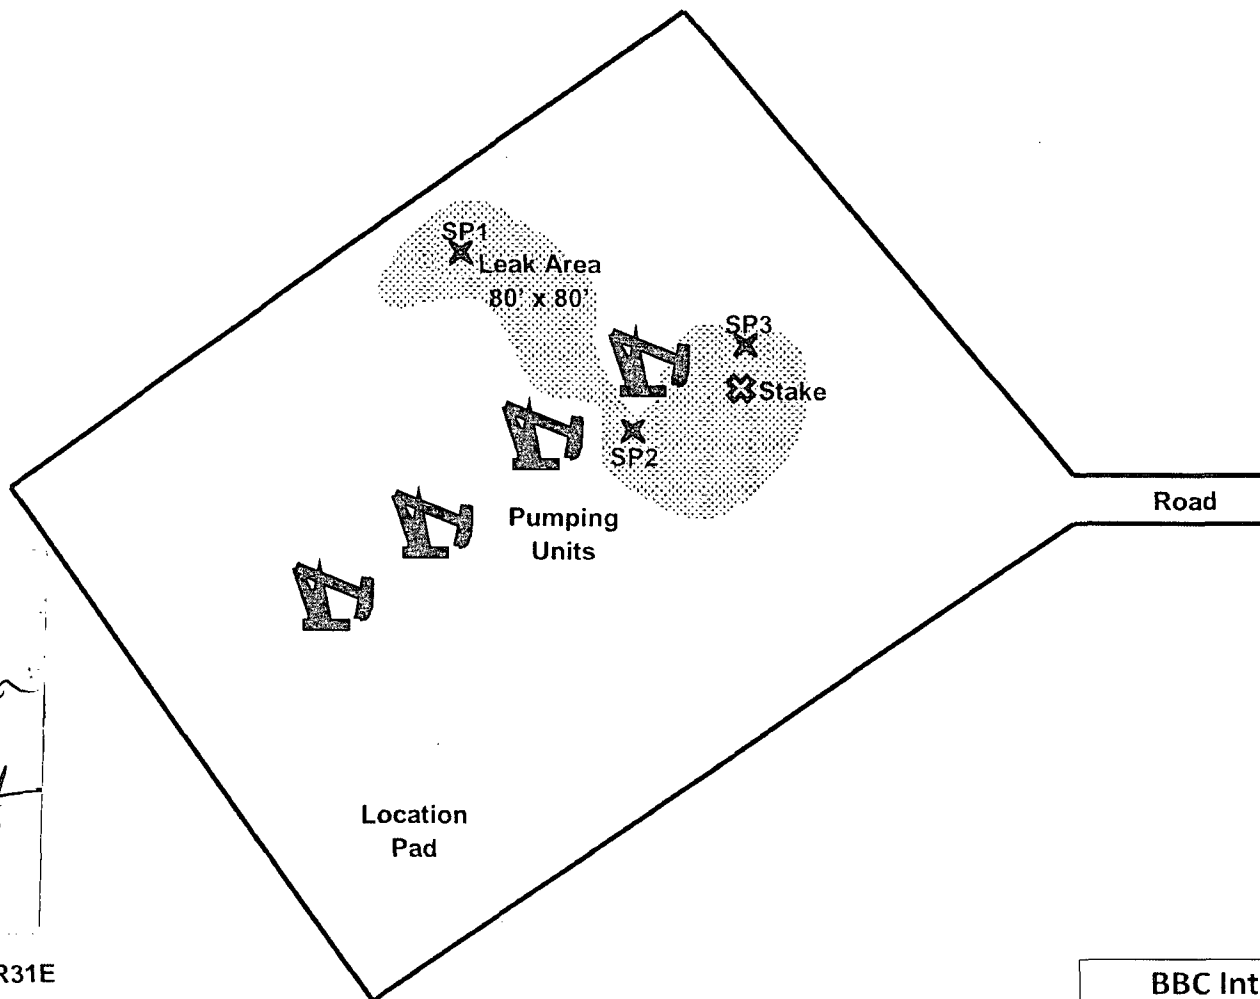 SP1
Leak Area
80' x 80'
SP3
Stake
SP2
Road
Pumping
Units
Location
Pad
R31E
BBC Int